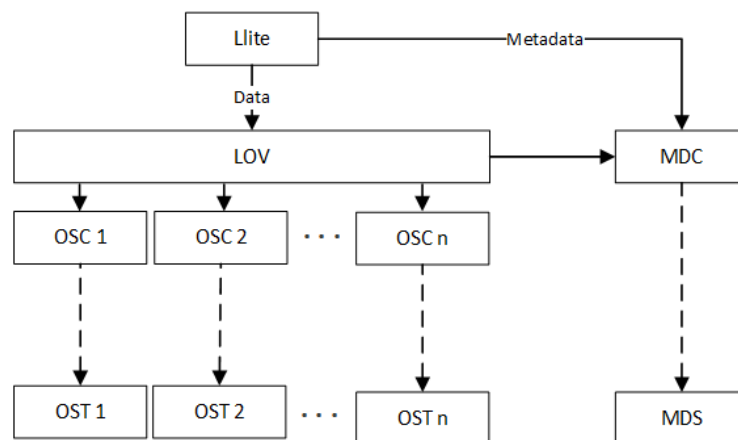 Llite
Metadata
Data
LOV
MDC
OSC 1
OSC 2
. . .
OSC n
OST 1
OST 2
. . .
OST n
MDS